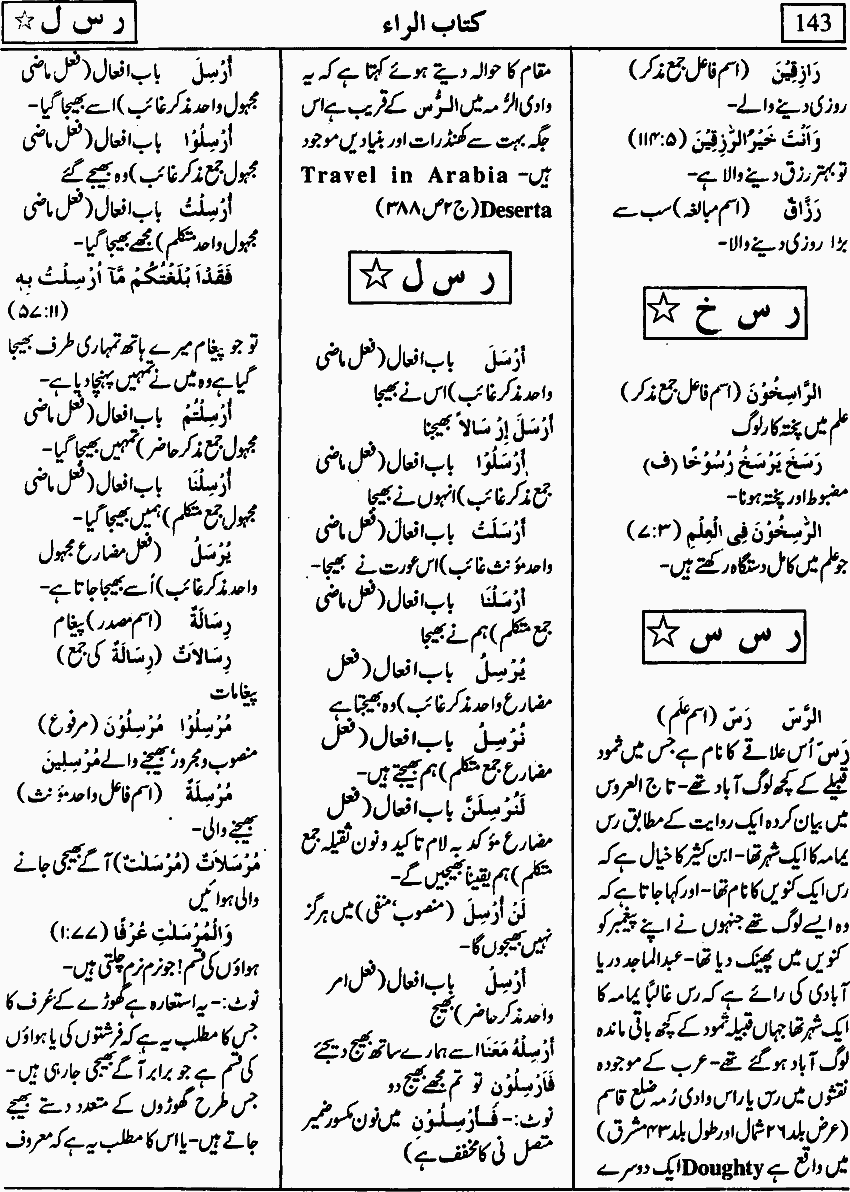 143
کتاب الراء
ر س ل ☆
رَازِقِيْنَ (اسم فاعل جمع مذکر)
روزی دینے والے-
وَاَنْتَ خَيْرُ الرّٰزِقِيْنَ (۱۱۴:۵)
تو بہتر رزق دینے والا ہے-
رَزَّاقٌ (اسم مبالغہ) سب سے
بڑا روزی دینے والا-
ر س خ ☆
الرَّاسِخُوْنَ (اسم فاعل جمع مذکر)
علم میں پختہ کار لوگ
رَسَخَ يَرْسَخُ رُسُوْخًا (ف)
مضبوط اور پختہ ہونا-
الرّٰسِخُوْنَ فِى الْعِلْمِ (۷:۳)
جو علم میں کامل دستگاہ رکھتے ہیں-
ر س س ☆
الرَّسّ رَسّ (اسم علَم)
رَسّ اُس علاقے کا نام ہے جس میں ثمود
قبیلے کے کچھ لوگ آباد تھے- تاج العروس
میں بیان کردہ ایک روایت کے مطابق رس
یمامہ کا ایک شہر تھا- ابن کثیر کا خیال ہے کہ
رس ایک کنویں کا نام تھا- اور کہا جاتا ہے کہ
وہ ایسے لوگ تھے جنہوں نے اپنے پیغمبر کو
کنویں میں پھینک دیا تھا- عبدالماجد دریا
آبادی کی رائے ہے کہ رس غالباً یمامہ کا
ایک شہر تھا جہاں قبیلہ ثمود کے کچھ باقی ماندہ
لوگ آباد ہو گئے تھے- عرب کے موجودہ
نقشوں میں رس یا راس وادی رُمہ ضلع قاسم
(عرض بلد ۲۶ شمال اور طول بلد ۴۳ مشرق)
میں واقع ہے Doughty ایک دوسرے
مقام کا حوالہ دیتے ہوئے کہتا ہے کہ یہ
وادی الرُّمہ میں الرُّس کے قریب ہے اس
جگہ بہت سے کھنڈرات اور بنیادیں موجود
ہیں- Travel in Arabia
Deserta (ج ۲ ص ۳۸۸)
ر س ل ☆
أَرْسَلَ باب افعال (فعل ماضی
واحد مذکر غائب) اس نے بھیجا
أَرْسَلَ إِرْسَالاً بھیجنا
أَرْسَلُوْا باب افعال (فعل ماضی
جمع مذکر غائب) انہوں نے بھیجا
أَرْسَلَتْ باب افعال (فعل ماضی
واحد مؤنث غائب) اس عورت نے بھیجا-
أَرْسَلْنَا باب افعال (فعل ماضی
جمع متکلم) ہم نے بھیجا
يُرْسِلُ باب افعال (فعل
مضارع واحد مذکر غائب) وہ بھیجتا ہے
نُرْسِلُ باب افعال (فعل
مضارع جمع متکلم) ہم بھیجتے ہیں-
لَنُرْسِلَنَّ باب افعال (فعل
مضارع مؤکد بہ لام تاکید و نون ثقیلہ جمع
متکلم) ہم یقیناً بھیجیں گے-
لَنْ أُرْسِلَ (منصوب، منفی) میں ہرگز
نہیں بھیجوں گا-
أَرْسِلْ باب افعال (فعل امر
واحد مذکر حاضر) بھیج
أَرْسِلْهُ مَعَنَا اسے ہمارے ساتھ بھیج دیجئے
فَأَرْسِلُوْنِ تو تم مجھے بھیج دو
نوٹ:- فَأَرْسِلُوْنِ میں نون مکسور ضمیر
متصل نی کا مخفف ہے)
أُرْسِلَ باب افعال (فعل ماضی
مجہول واحد مذکر غائب) اسے بھیجا گیا-
أُرْسِلُوْا باب افعال (فعل ماضی
مجہول جمع مذکر غائب) وہ بھیجے گئے
أُرْسِلْتُ باب افعال (فعل ماضی
مجہول واحد متکلم) مجھے بھیجا گیا-
فَقَدْ اَبْلَغْتُكُمْ مَّآ اُرْسِلْتُ بِهٖ
(۵۷:۱۱)
تو جو پیغام میرے ہاتھ تمہاری طرف بھیجا
گیا ہے وہ میں نے تمہیں پہنچا دیا ہے-
أُرْسِلْتُمْ باب افعال (فعل ماضی
مجہول جمع مذکر حاضر) تمہیں بھیجا گیا-
أُرْسِلْنَا باب افعال (فعل ماضی
مجہول جمع متکلم) ہمیں بھیجا گیا-
يُرْسَلُ (فعل مضارع مجہول
واحد مذکر غائب) اُسے بھیجا جاتا ہے-
رِسَالَةٌ (اسم مصدر) پیغام
رِسَالاَتٌ (رِسَالَةٌ کی جمع)
پیغامات
مُرْسِلُوْا مُرْسِلُوْنَ (مرفوع)
منصوب و مجرور، بھیجنے والے مُرْسِلِيْنَ
مُرْسِلَةٌ (اسم فاعل واحد مؤنث)
بھیجنے والی-
مُرْسَلاَتٌ (مُرْسَلٰتٌ) آگے بھیجی جانے
والی ہوائیں
وَالْمُرْسَلٰتِ عُرْفًا (۱:۷۷)
ہواؤں کی قسم! جو نرم نرم چلتی ہیں-
نوٹ:- یہ استعارہ ہے گھوڑے کے عُرف کا
جس کا مطلب یہ ہے کہ فرشتوں کی یا ہواؤں
کی قسم ہے جو برابر آگے بھیجی جا رہی ہیں-
جس طرح گھوڑوں کے متعدد دستے بھیجے
جاتے ہیں- یا اس کا مطلب یہ ہے کہ معروف